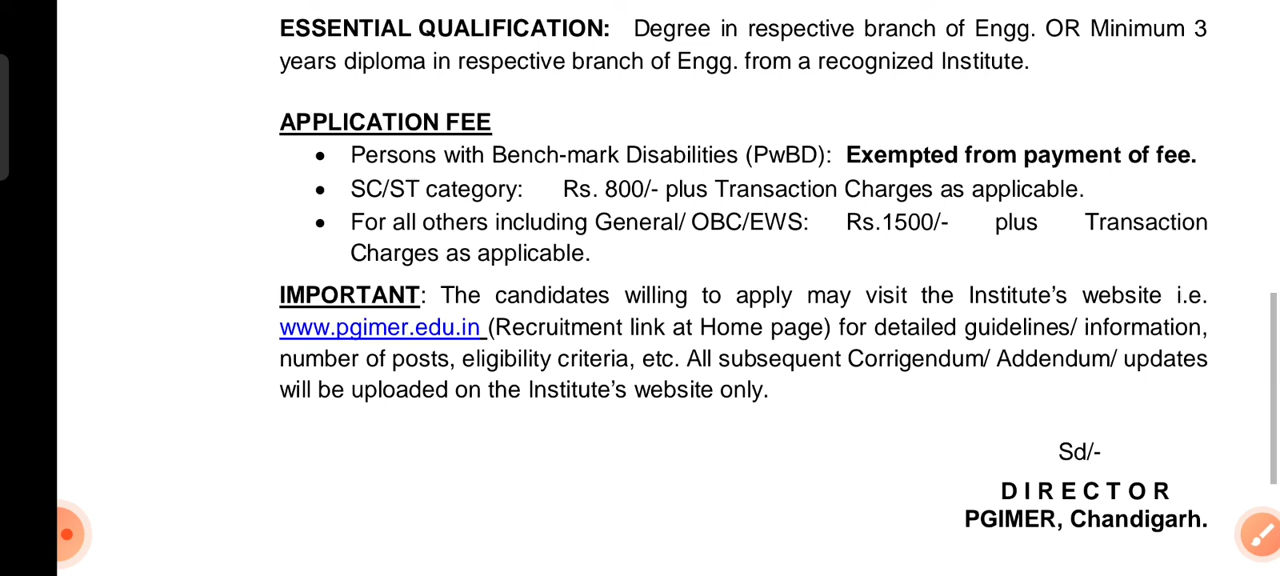 ESSENTIAL QUALIFICATION: Degree in respective branch of Engg. OR Minimum 3
years diploma in respective branch of Engg. from a recognized Institute.
APPLICATION FEE
• Persons with Bench-mark Disabilities (PwBD): Exempted from payment of fee.
• SC/ST category: Rs. 800/- plus Transaction Charges as applicable.
• For all others including General/ OBC/EWS: Rs.1500/- plus Transaction
Charges as applicable.
IMPORTANT: The candidates willing to apply may visit the Institute's website i.e.
www.pgimer.edu.in (Recruitment link at Home page) for detailed guidelines/ information,
number of posts, eligibility criteria, etc. All subsequent Corrigendum/ Addendum/ updates
will be uploaded on the Institute's website only.
Sd/-
D I R E C T O R
PGIMER, Chandigarh.